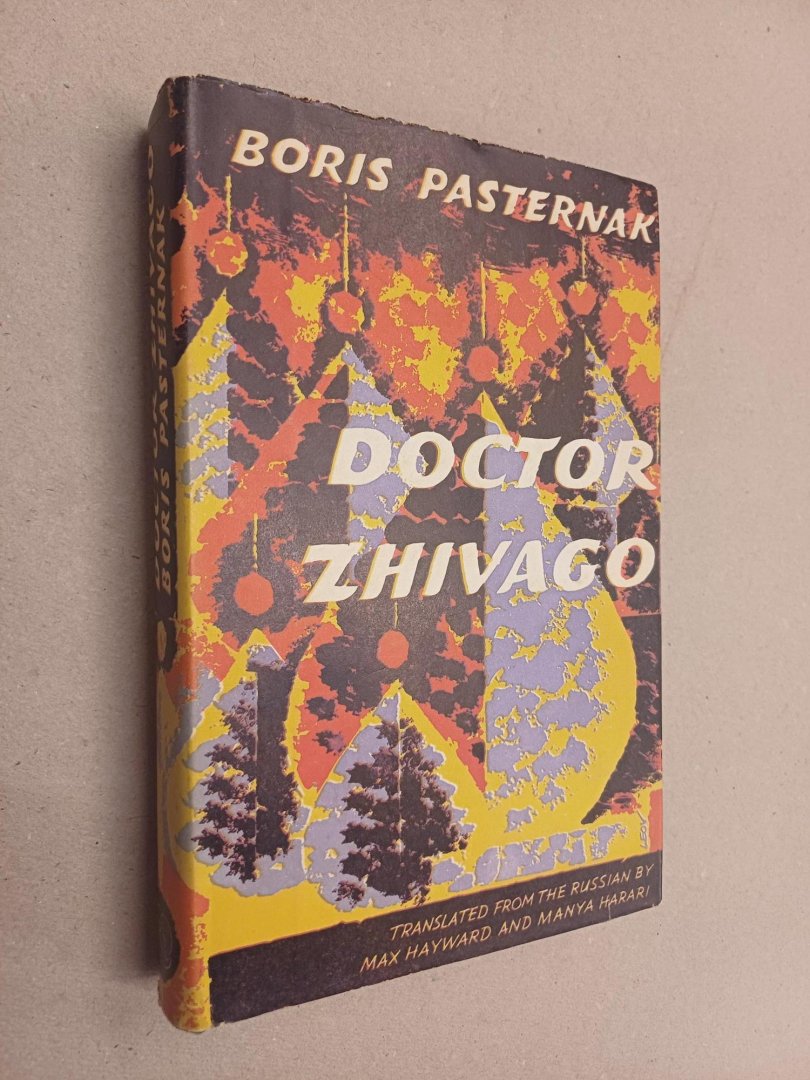 BORIS PASTERNAK
DOCTOR
ZHIVAGO
TRANSLATED FROM THE RUSSIAN BY
MAX HAYWARD AND MANYA HARARI
DOCTOR ZHIVAGO
BORIS PASTERNAK